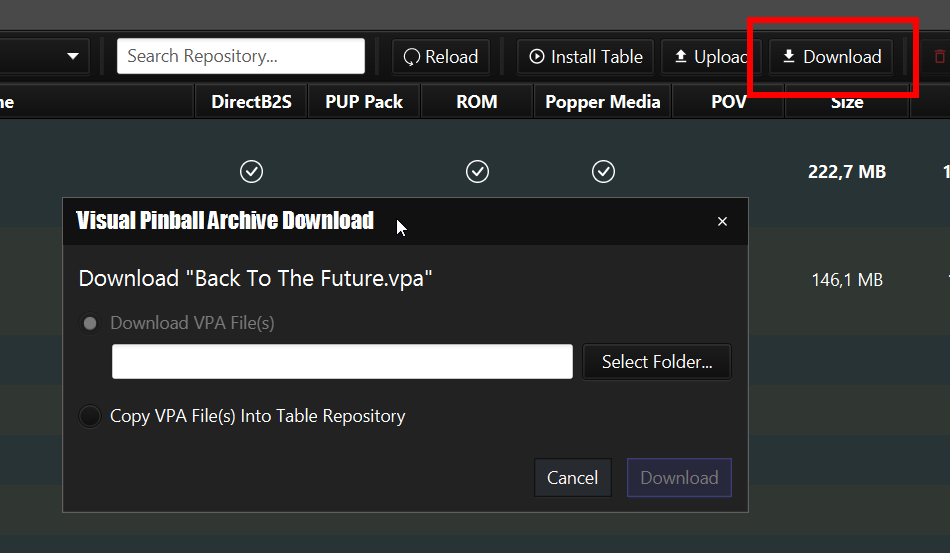 Search Repository... Reload Install Table Upload Download
ne DirectB2S PUP Pack ROM Popper Media POV Size
222,7 MB 1
Visual Pinball Archive Download ×
Download "Back To The Future.vpa"
146,1 MB
Download VPA File(s)
Select Folder...
Copy VPA File(s) Into Table Repository
Cancel Download